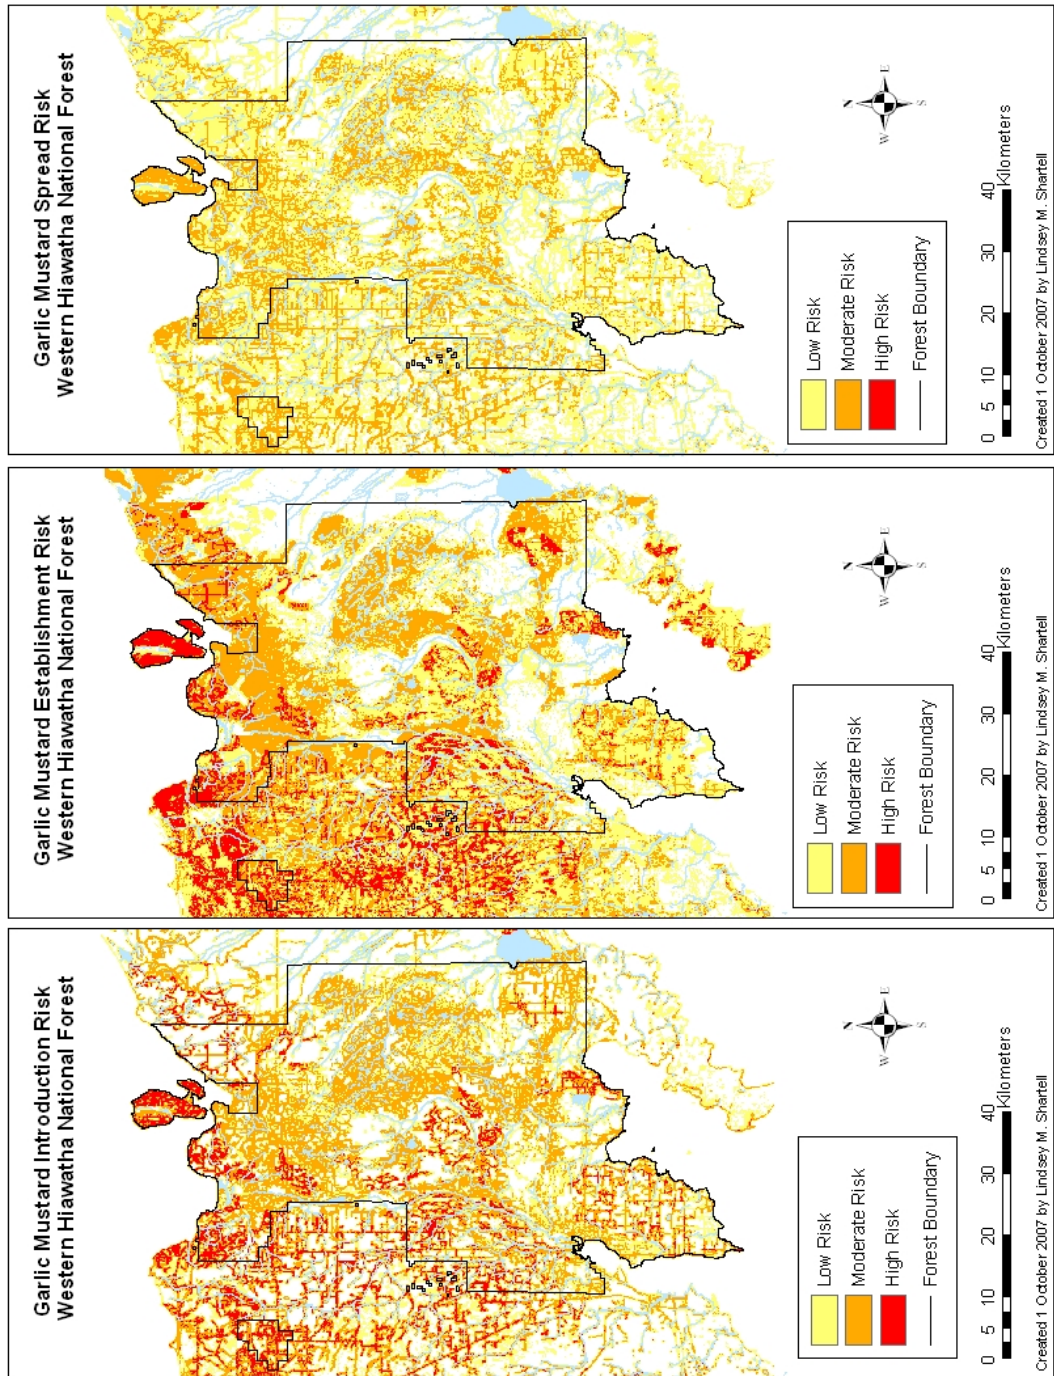 Garlic Mustard Introduction Risk
Western Hiawatha National Forest
N
W
E
S
Low Risk
Moderate Risk
High Risk
Forest Boundary
0 5 10 20 30 40
Kilometers
Created 1 October 2007 by Lindsey M. Shartell
Garlic Mustard Establishment Risk
Western Hiawatha National Forest
N
W
E
S
Low Risk
Moderate Risk
High Risk
Forest Boundary
0 5 10 20 30 40
Kilometers
Created 1 October 2007 by Lindsey M. Shartell
Garlic Mustard Spread Risk
Western Hiawatha National Forest
N
W
E
S
Low Risk
Moderate Risk
High Risk
Forest Boundary
0 5 10 20 30 40
Kilometers
Created 1 October 2007 by Lindsey M. Shartell